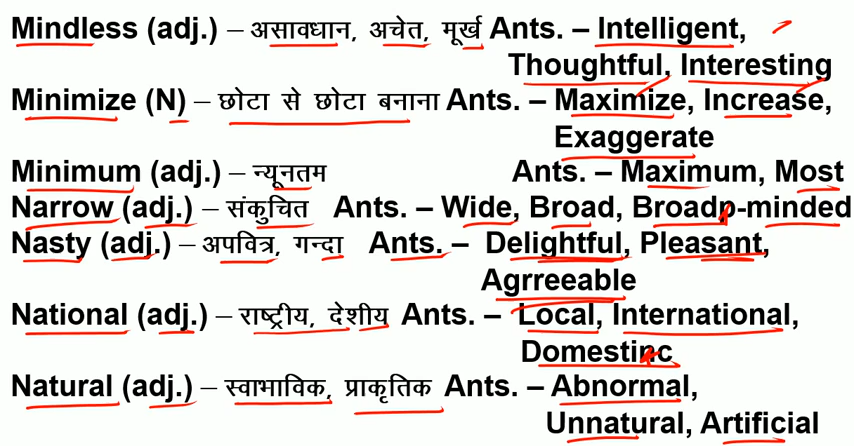 Mindless (adj.) – असावधान, अचेत, मूर्ख Ants. – Intelligent,
Thoughtful, Interesting
Minimize (N) – छोटा से छोटा बनाना Ants. – Maximize, Increase,
Exaggerate
Minimum (adj.) – न्यूनतम Ants. – Maximum, Most
Narrow (adj.) – संकुचित Ants. – Wide, Broad, Broadp-minded
Nasty (adj.) – अपवित्र, गन्दा Ants. – Delightful, Pleasant,
Agrreeable
National (adj.) – राष्ट्रीय, देशीय Ants. – Local, International,
Domestinc
Natural (adj.) – स्वाभाविक, प्राकृतिक Ants. – Abnormal,
Unnatural, Artificial